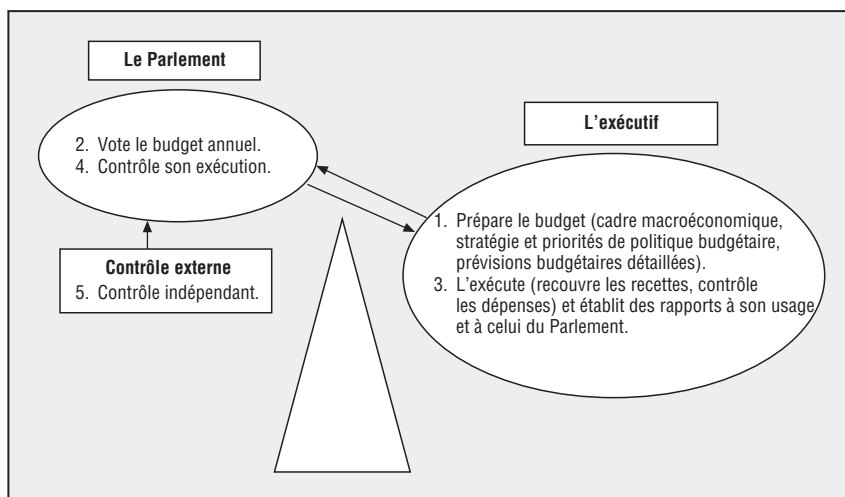 Le Parlement
2. Vote le budget annuel.
4. Contrôle son exécution.
Contrôle externe
5. Contrôle indépendant.
L'exécutif
1. Prépare le budget (cadre macroéconomique,
stratégie et priorités de politique budgétaire,
prévisions budgétaires détaillées).
3. L'exécute (recouvre les recettes, contrôle
les dépenses) et établit des rapports à son usage
et à celui du Parlement.